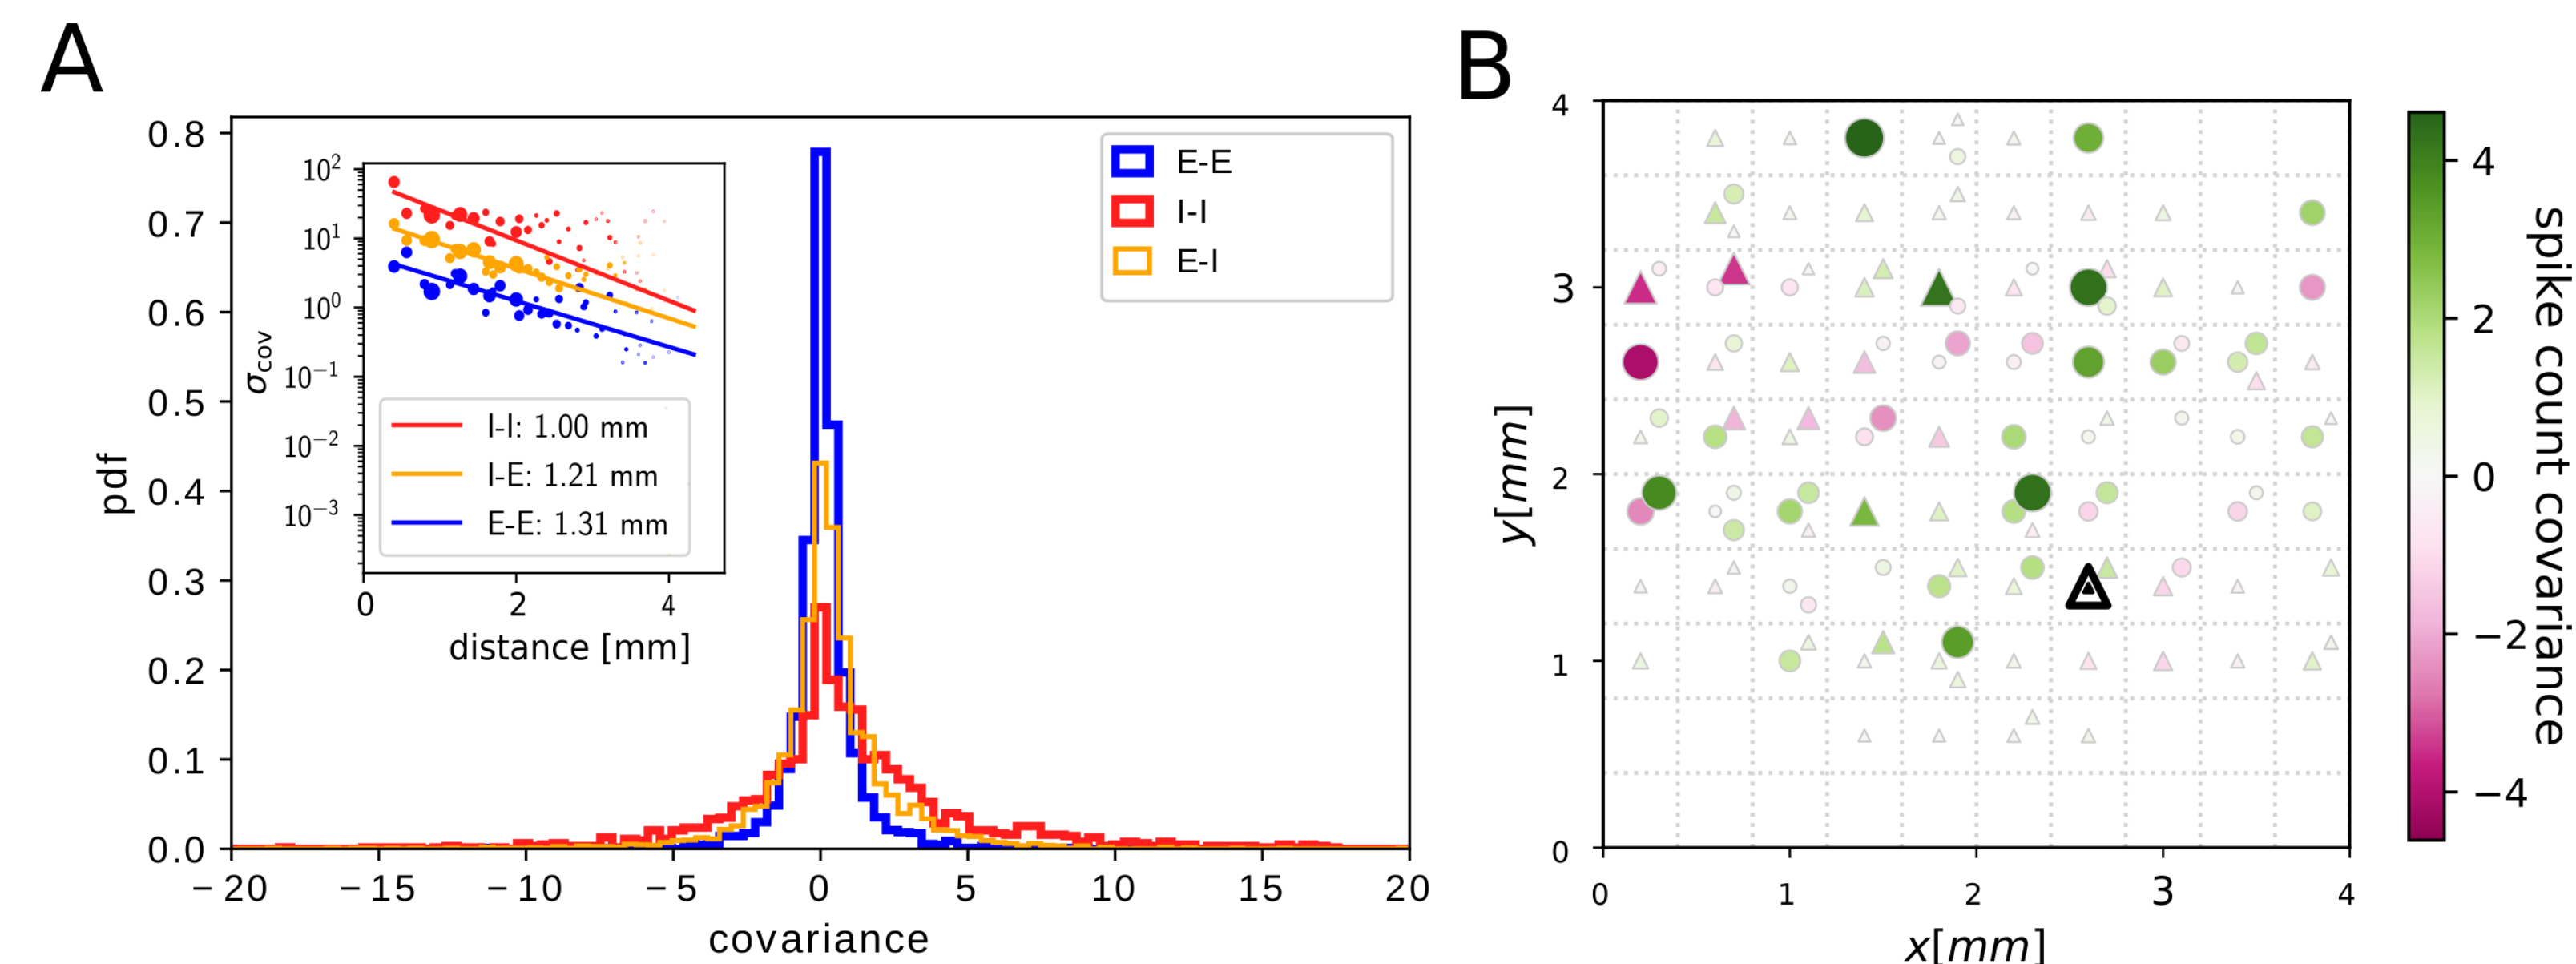 A
0.8
0.7
0.6
0.5
0.4
0.3
0.2
0.1
0.0
pdf
−20 −15 −10 −5 0 5 10 15 20
covariance
E-E
I-I
E-I
10²
10¹
10⁰
10⁻¹
10⁻²
10⁻³
σcov
I-I: 1.00 mm
I-E: 1.21 mm
E-E: 1.31 mm
0 2 4
distance [mm]
B
4
3
2
1
0
y[mm]
0 1 2 3 4
x[mm]
4
2
0
−2
−4
spike count covariance